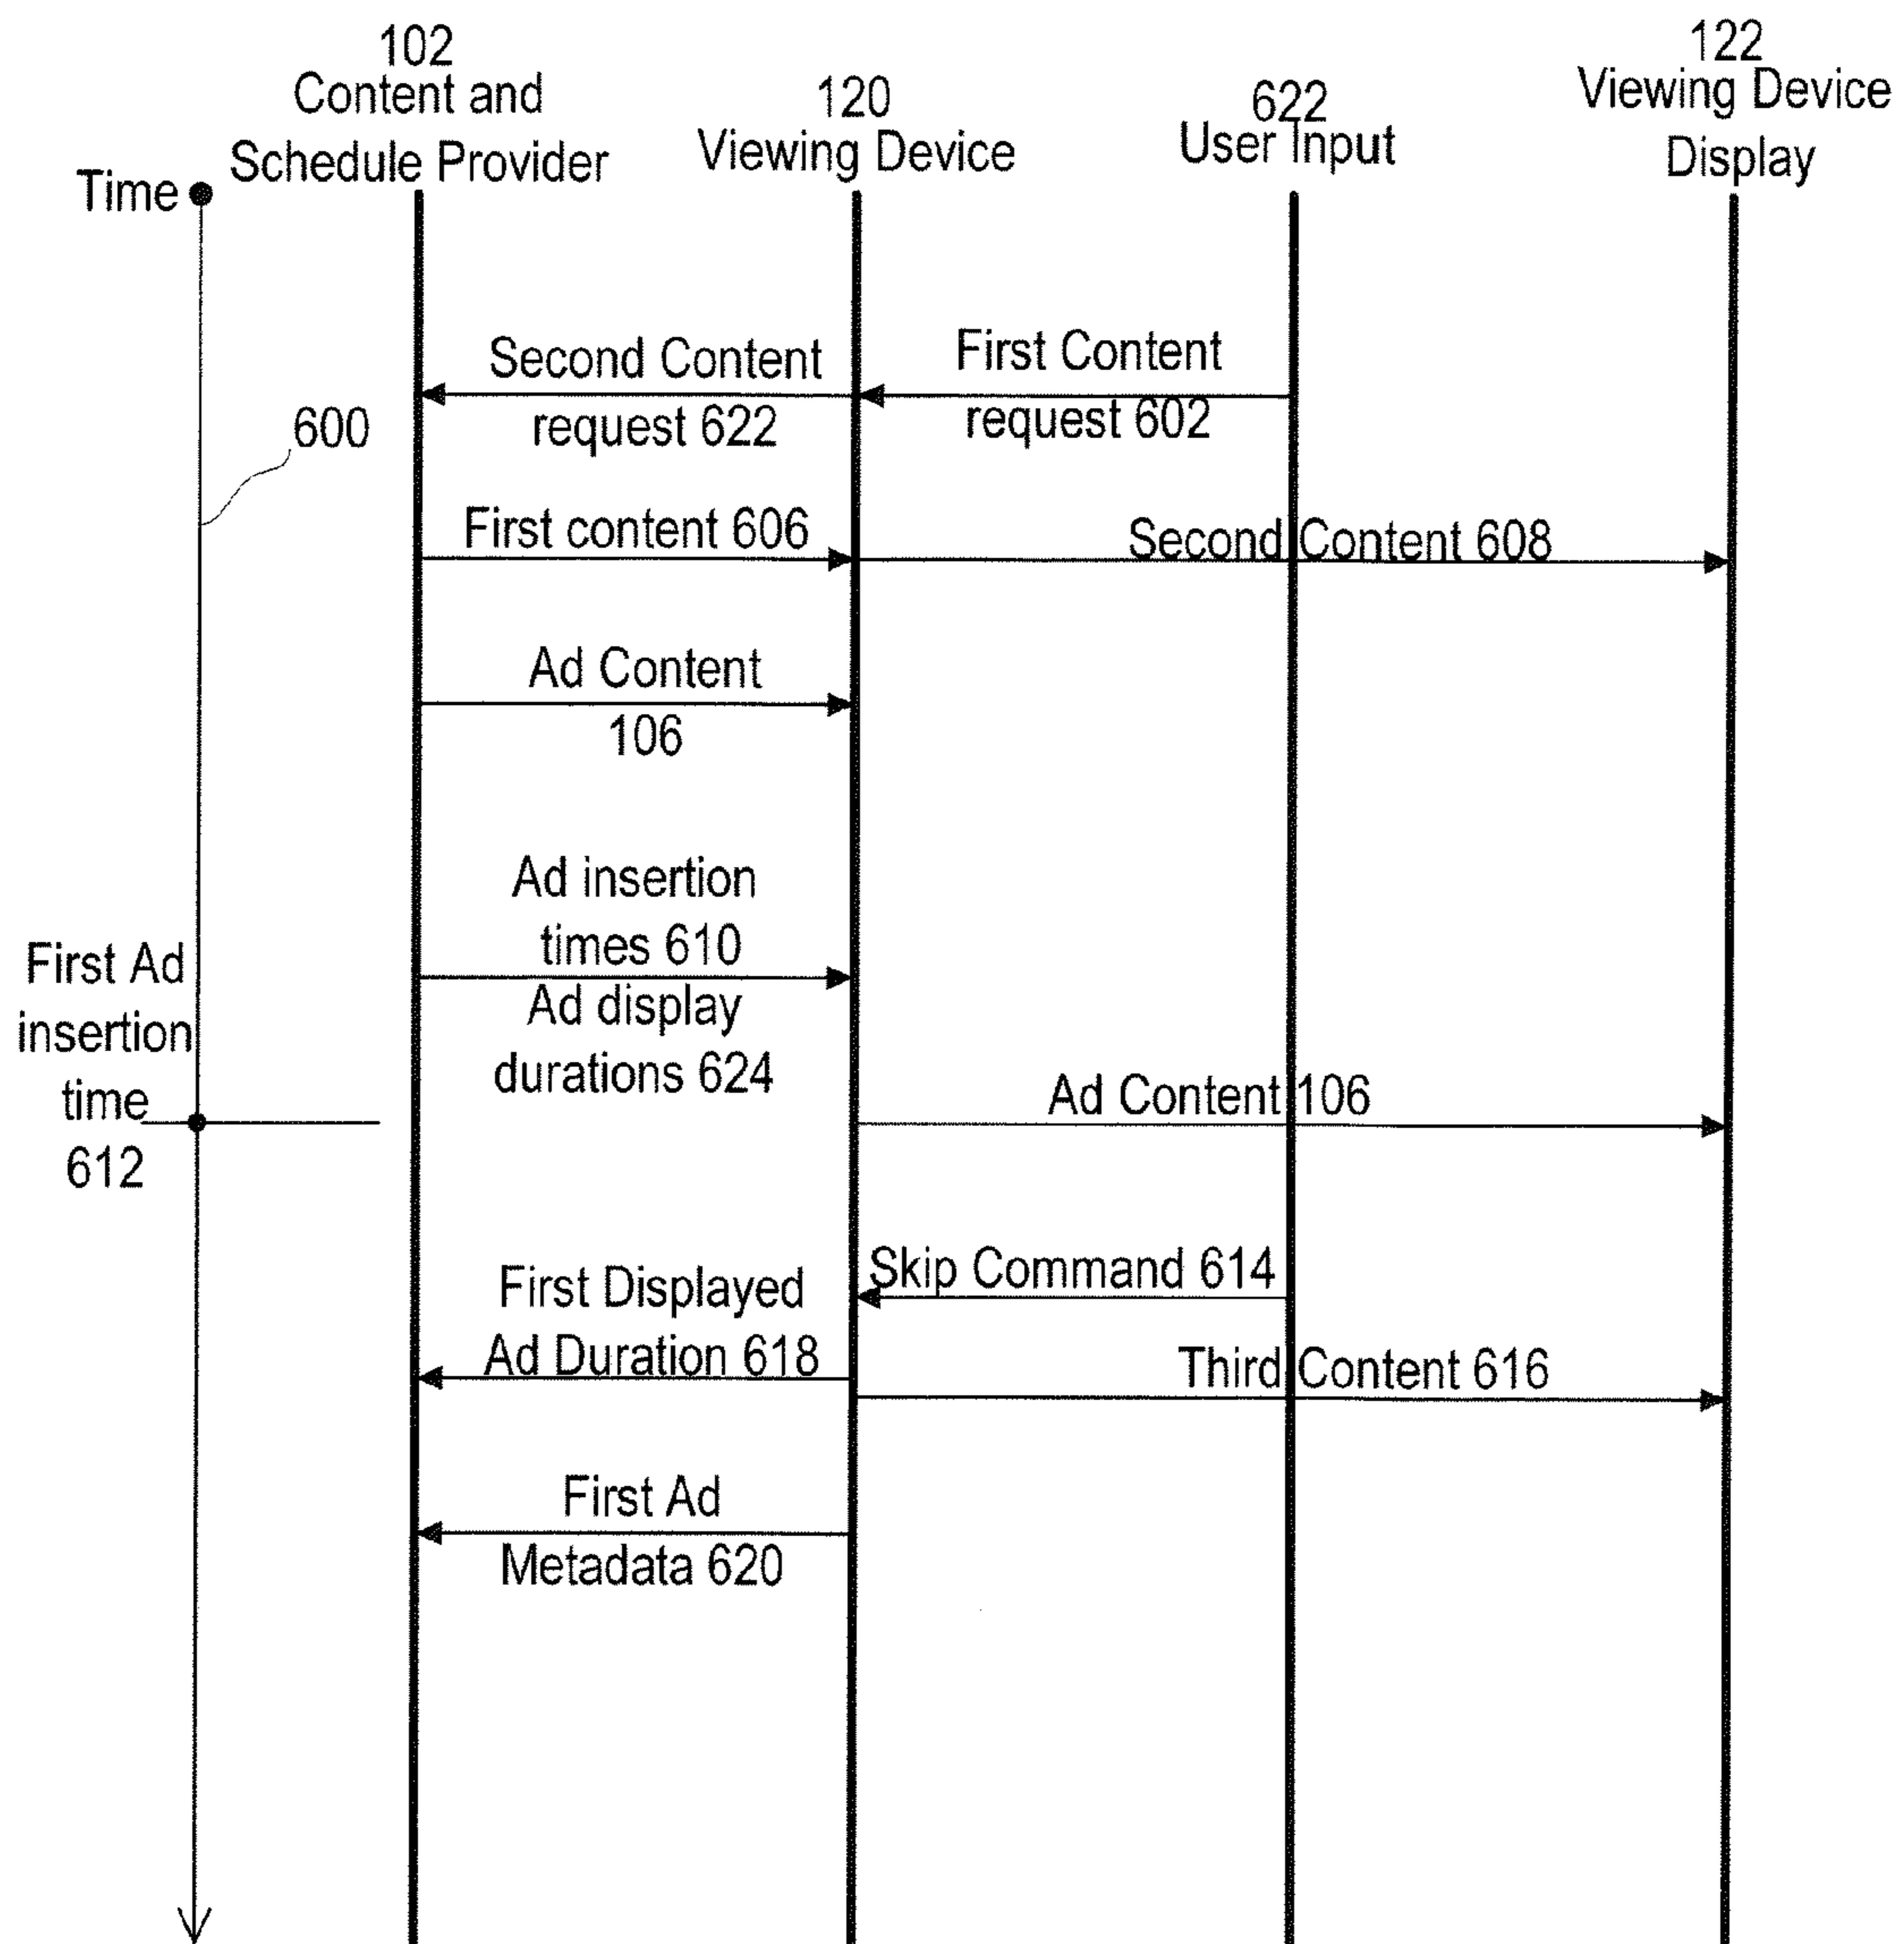 102
Content and
Schedule Provider
120
Viewing Device
622
User Input
122
Viewing Device
Display
Time
Second Content
request 622
First Content
request 602
600
First content 606
Second Content 608
Ad Content
106
Ad insertion
times 610
Ad display
durations 624
First Ad
insertion
time
612
Ad Content 106
Skip Command 614
First Displayed
Ad Duration 618
Third Content 616
First Ad
Metadata 620